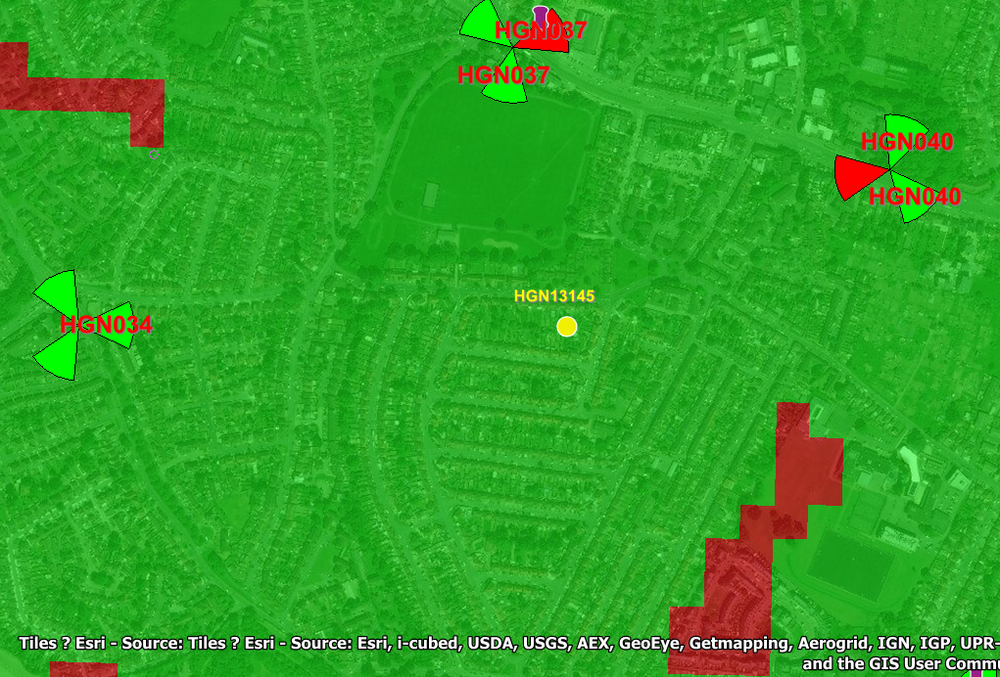 HGN037
HGN037
HGN040
HGN040
HGN13145
HGN034
Tiles ? Esri - Source: Tiles ? Esri - Source: Esri, i-cubed, USDA, USGS, AEX, GeoEye, Getmapping, Aerogrid, IGN, IGP, UPR-
and the GIS User Commu